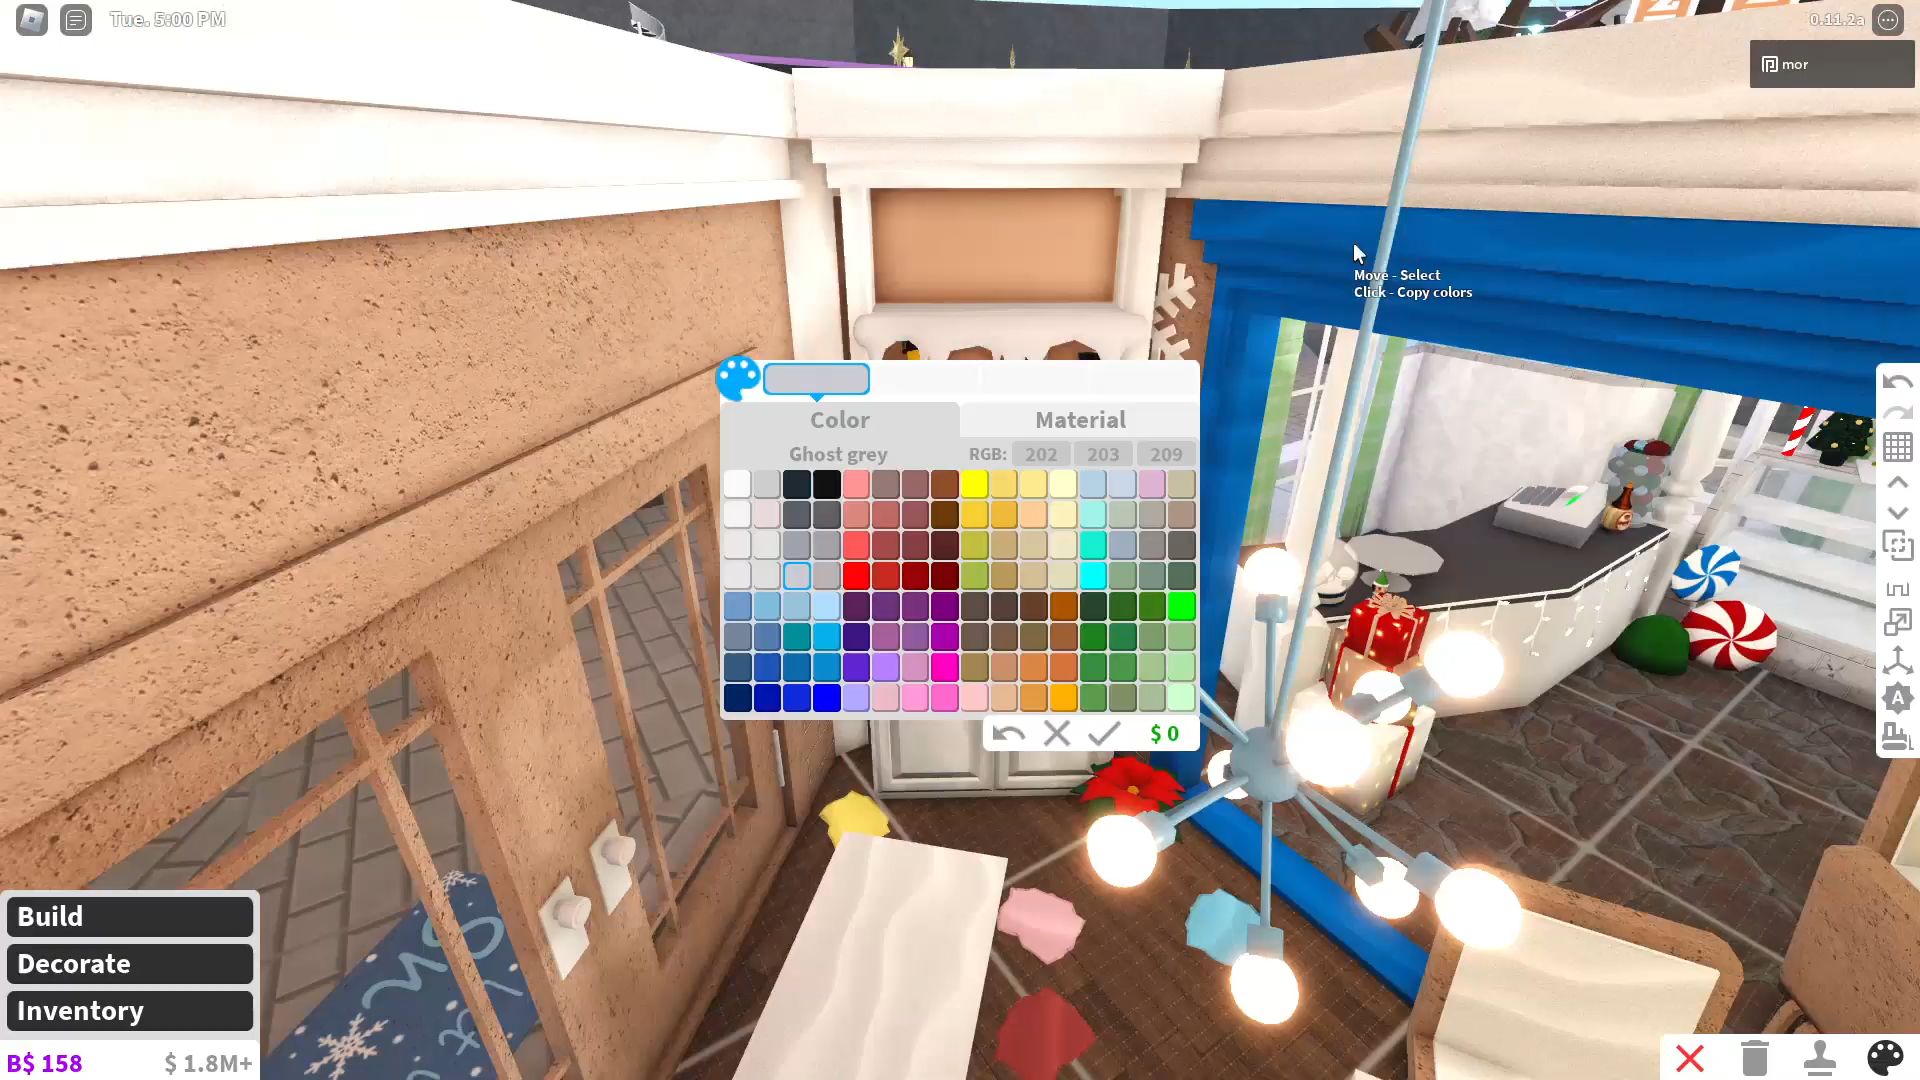 Tue. 5:00 PM
0.11.2a
mor
Move - Select
Click - Copy colors
Color
Material
Ghost grey
RGB: 202 203 209
$ 0
Build
Decorate
Inventory
B$ 158
$ 1.8M+
A